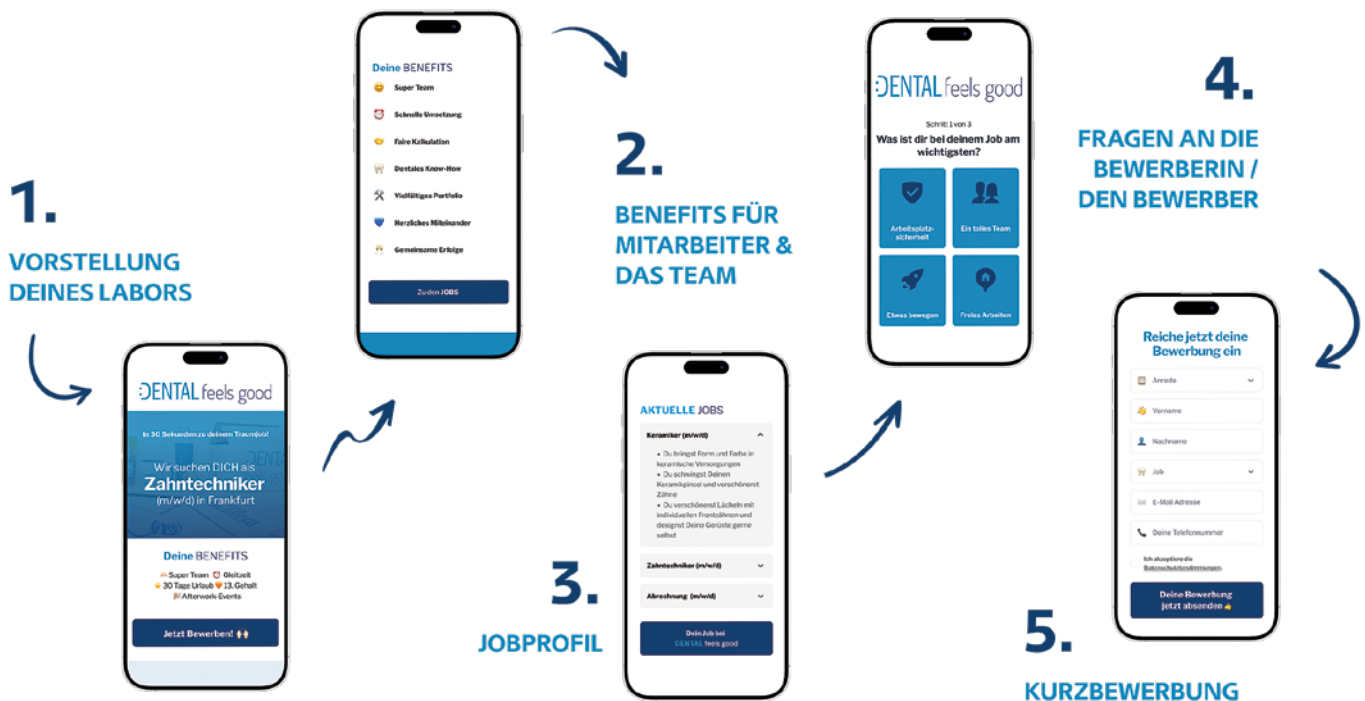 1.
VORSTELLUNG
DEINES LABORS
DENTAL feels good
In 30 Sekunden zu deinem Traumjob!
Wir suchen DICH als
Zahntechniker
(m/w/d) in Frankfurt
Deine BENEFITS
Super Team Gleitzeit
30 Tage Urlaub 13. Gehalt
Afterwork Events
Jetzt Bewerben!
Deine BENEFITS
Super Team
Schnelle Umsetzung
Faire Kalkulation
Dentales Know-How
Vielfältiges Portfolio
Herzliches Miteinander
Gemeinsame Erfolge
Zu den JOBS
2.
BENEFITS FÜR
MITARBEITER &
DAS TEAM
3.
JOBPROFIL
AKTUELLE JOBS
Keramiker (m/w/d)
• Du bringst Form und Farbe in
keramische Versorgungen
• Du schwingst Deinen
Keramikpinsel und verschönerst
Zähne
• Du verschönerst Lächeln mit
individuellen Frontzähnen und
designst Deine Gerüste gerne
selbst
Zahntechniker (m/w/d)
Abrechnung (m/w/d)
Dein Job bei
DENTAL feels good
DENTAL feels good
Schritt 1 von 3
Was ist dir bei deinem Job am
wichtigsten?
Arbeitsplatz-
sicherheit
Ein tolles Team
Etwas bewegen
Freies Arbeiten
4.
FRAGEN AN DIE
BEWERBERIN /
DEN BEWERBER
Reiche jetzt deine
Bewerbung ein
Anrede
Vorname
Nachname
Job
E-Mail Adresse
Deine Telefonnummer
Ich akzeptiere die
Datenschutzbestimmungen.
Deine Bewerbung
jetzt absenden
5.
KURZBEWERBUNG